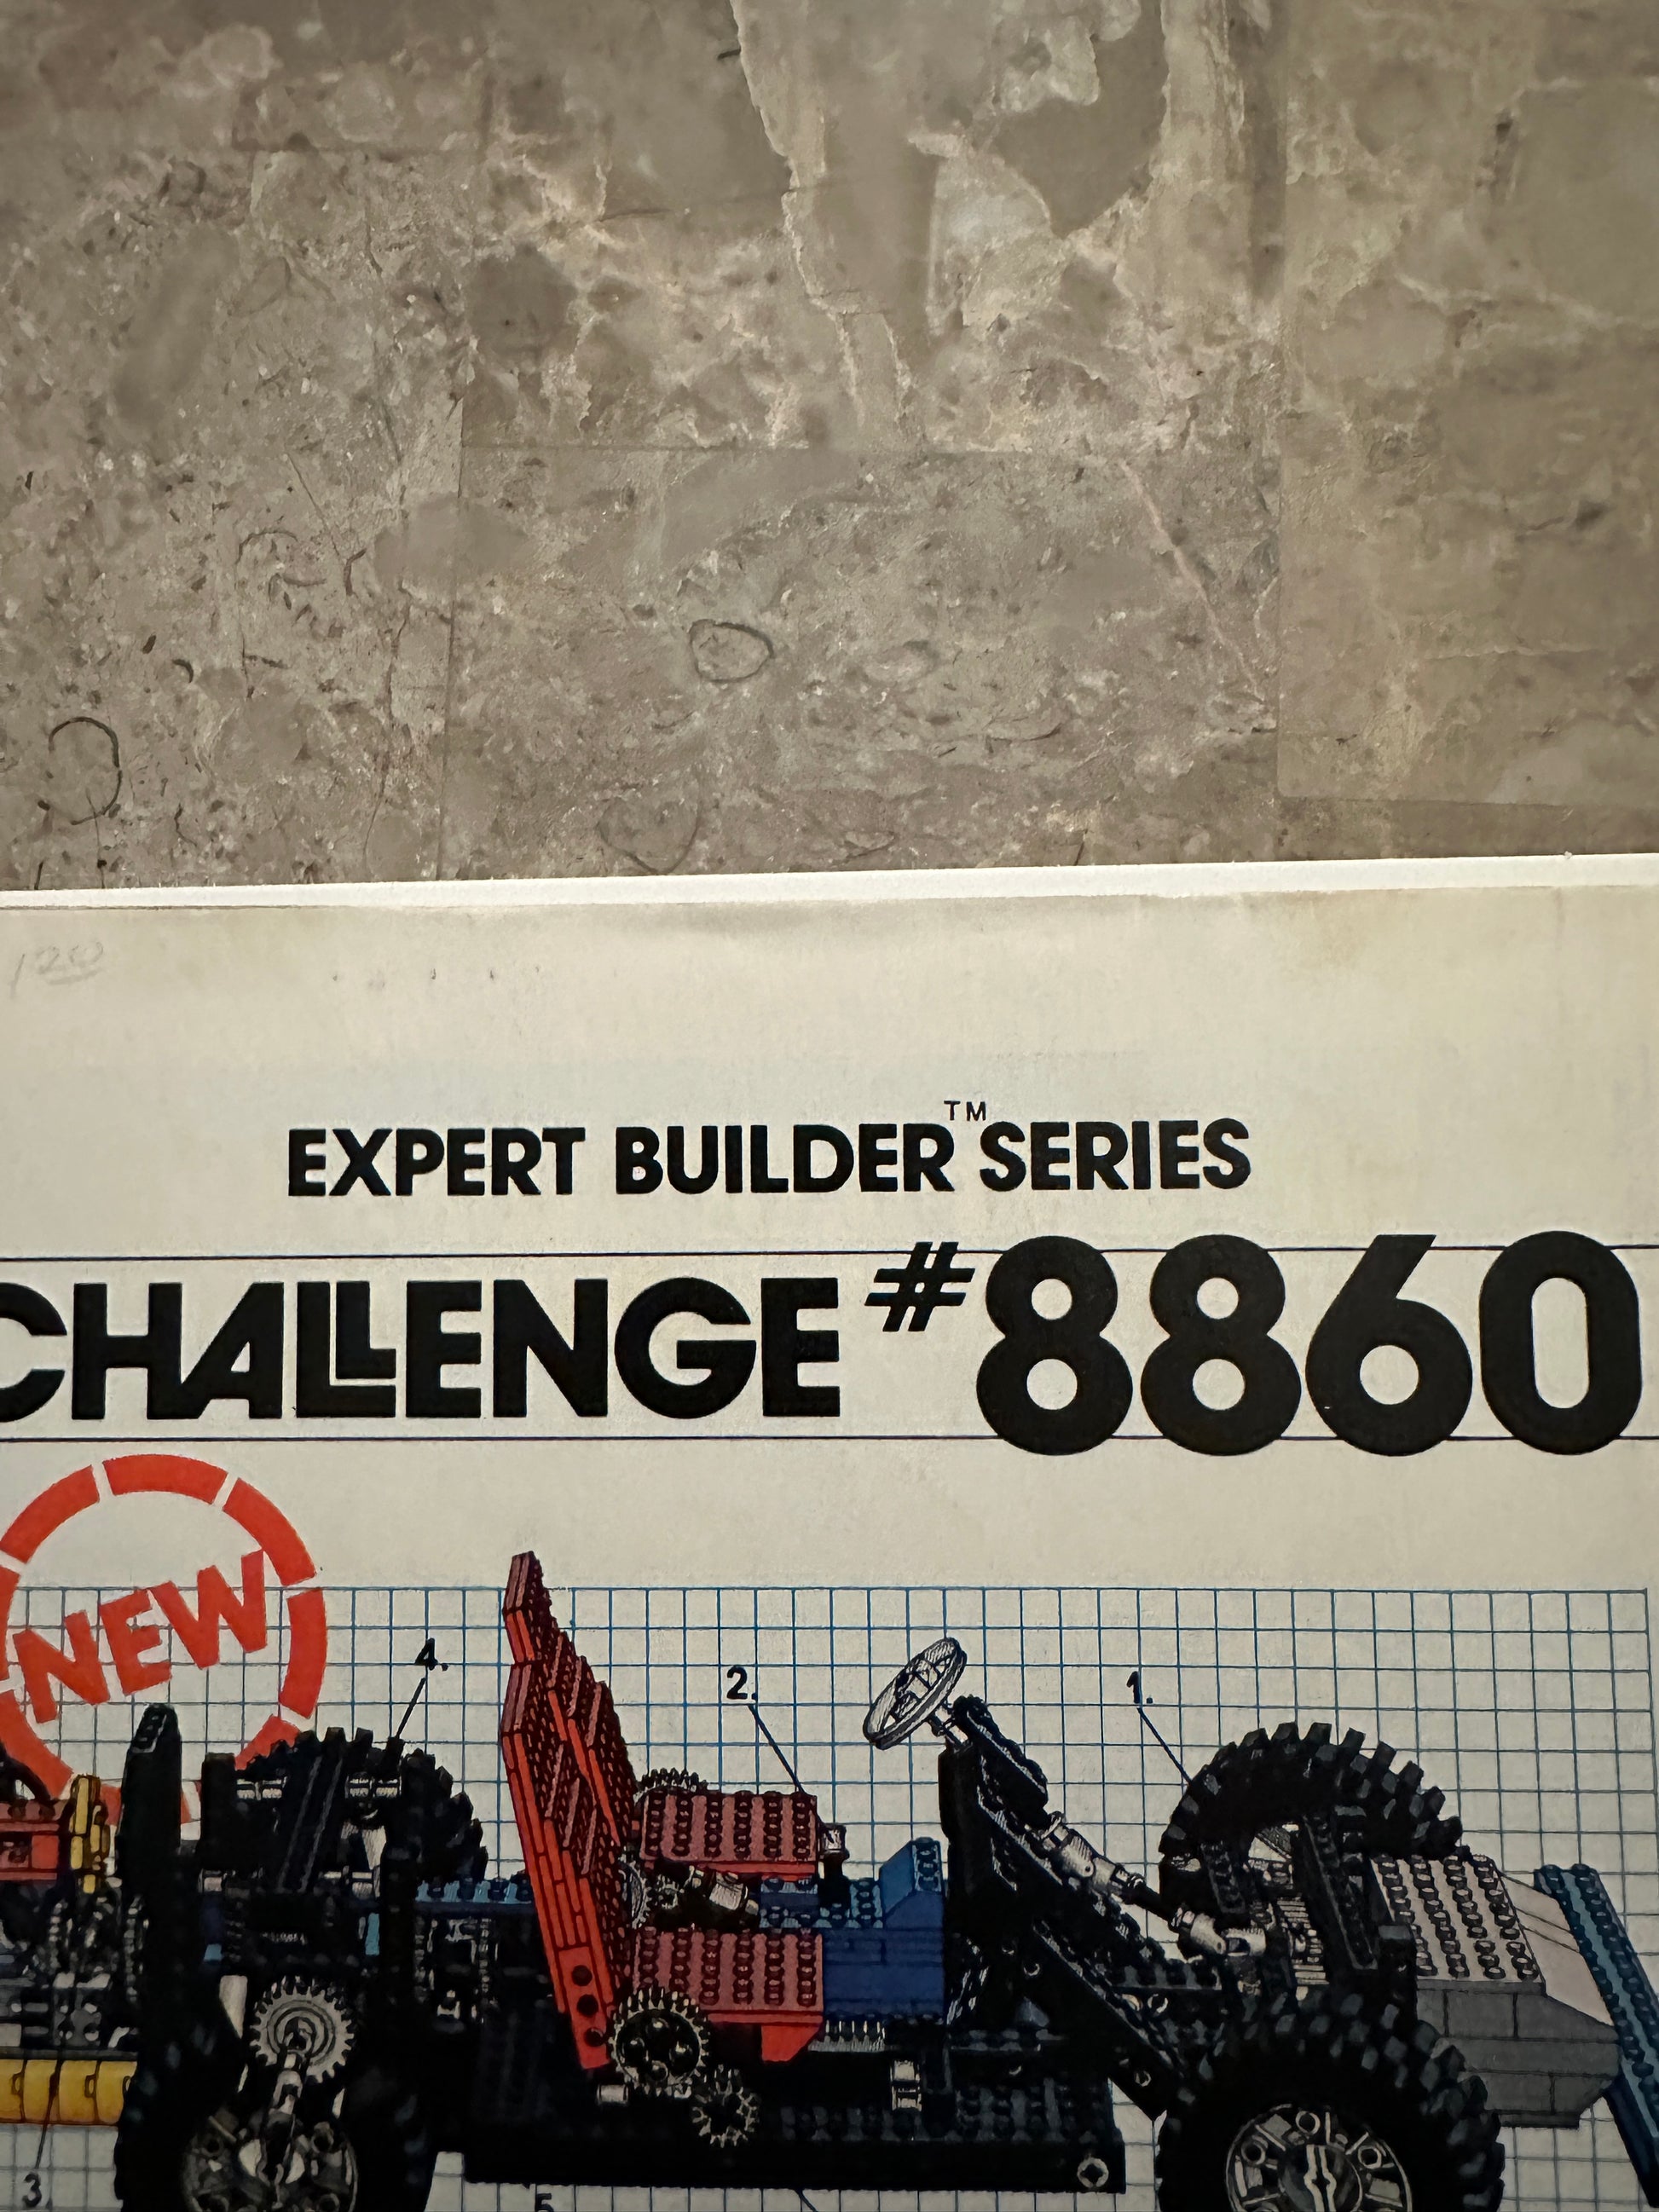 120
EXPERT BUILDER™ SERIES
CHALLENGE #8860
NEW
4.
2.
1.
3.
5